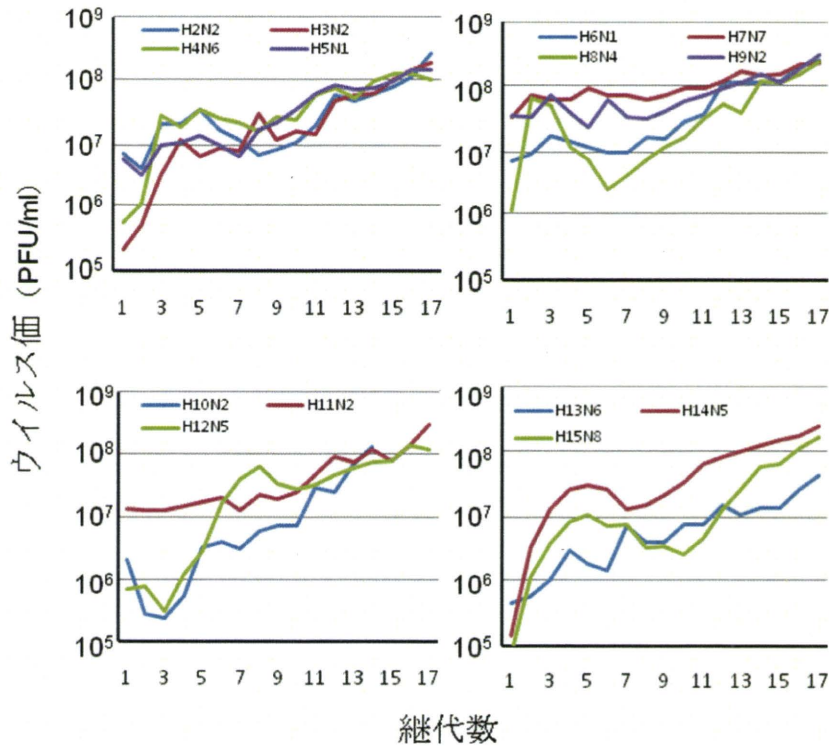 ウイルス価 (PFU/ml)
10⁹
10⁸
10⁷
10⁶
10⁵
H2N2 H3N2
H4N6 H5N1
1 3 5 7 9 11 13 15 17
10⁹
10⁸
10⁷
10⁶
10⁵
H6N1 H7N7
H8N4 H9N2
1 3 5 7 9 11 13 15 17
10⁹
10⁸
10⁷
10⁶
10⁵
H10N2 H11N2
H12N5
1 3 5 7 9 11 13 15 17
10⁹
10⁸
10⁷
10⁶
10⁵
H13N6 H14N5
H15N8
1 3 5 7 9 11 13 15 17
継代数